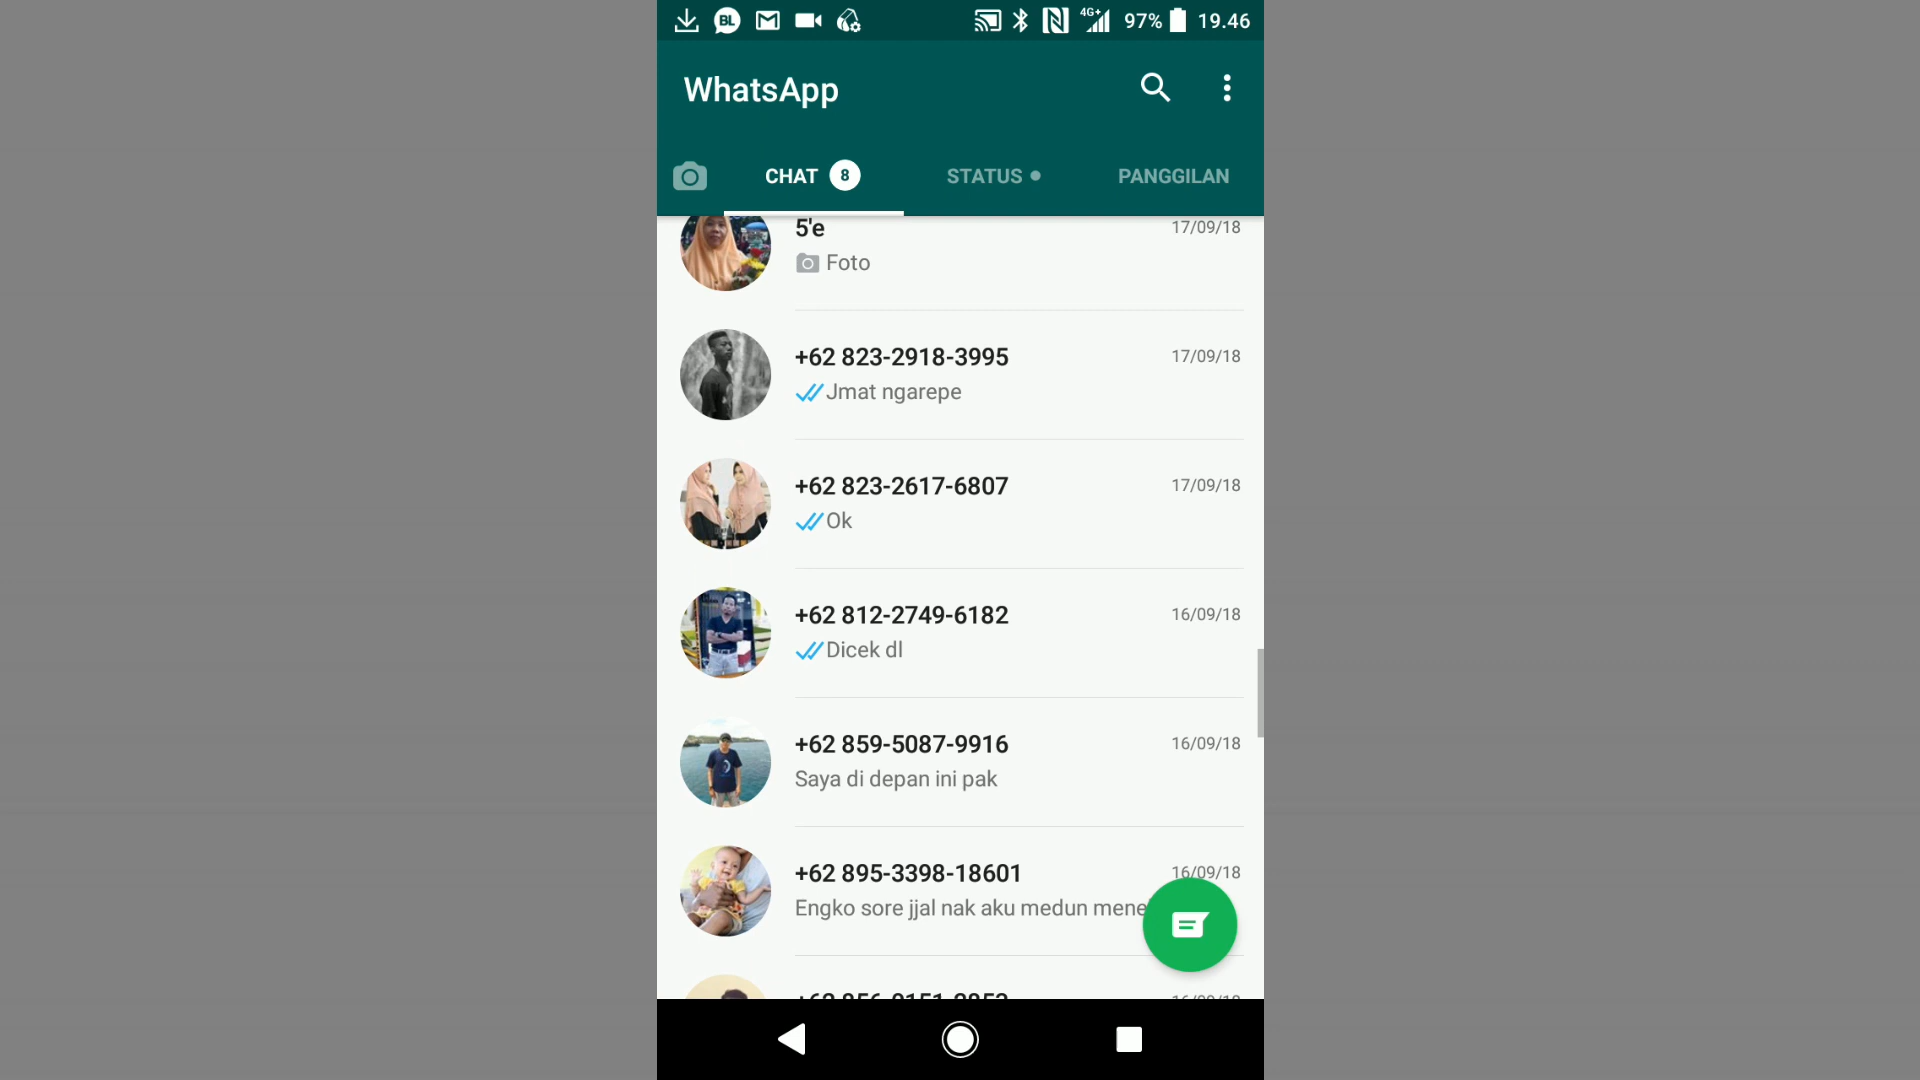 BL 4G+ 97% 19.46
WhatsApp
CHAT 8 STATUS PANGGILAN
5'e 17/09/18
Foto
+62 823-2918-3995 17/09/18
Jmat ngarepe
+62 823-2617-6807 17/09/18
Ok
+62 812-2749-6182 16/09/18
Dicek dl
+62 859-5087-9916 16/09/18
Saya di depan ini pak
+62 895-3398-18601 16/09/18
Engko sore jjal nak aku medun